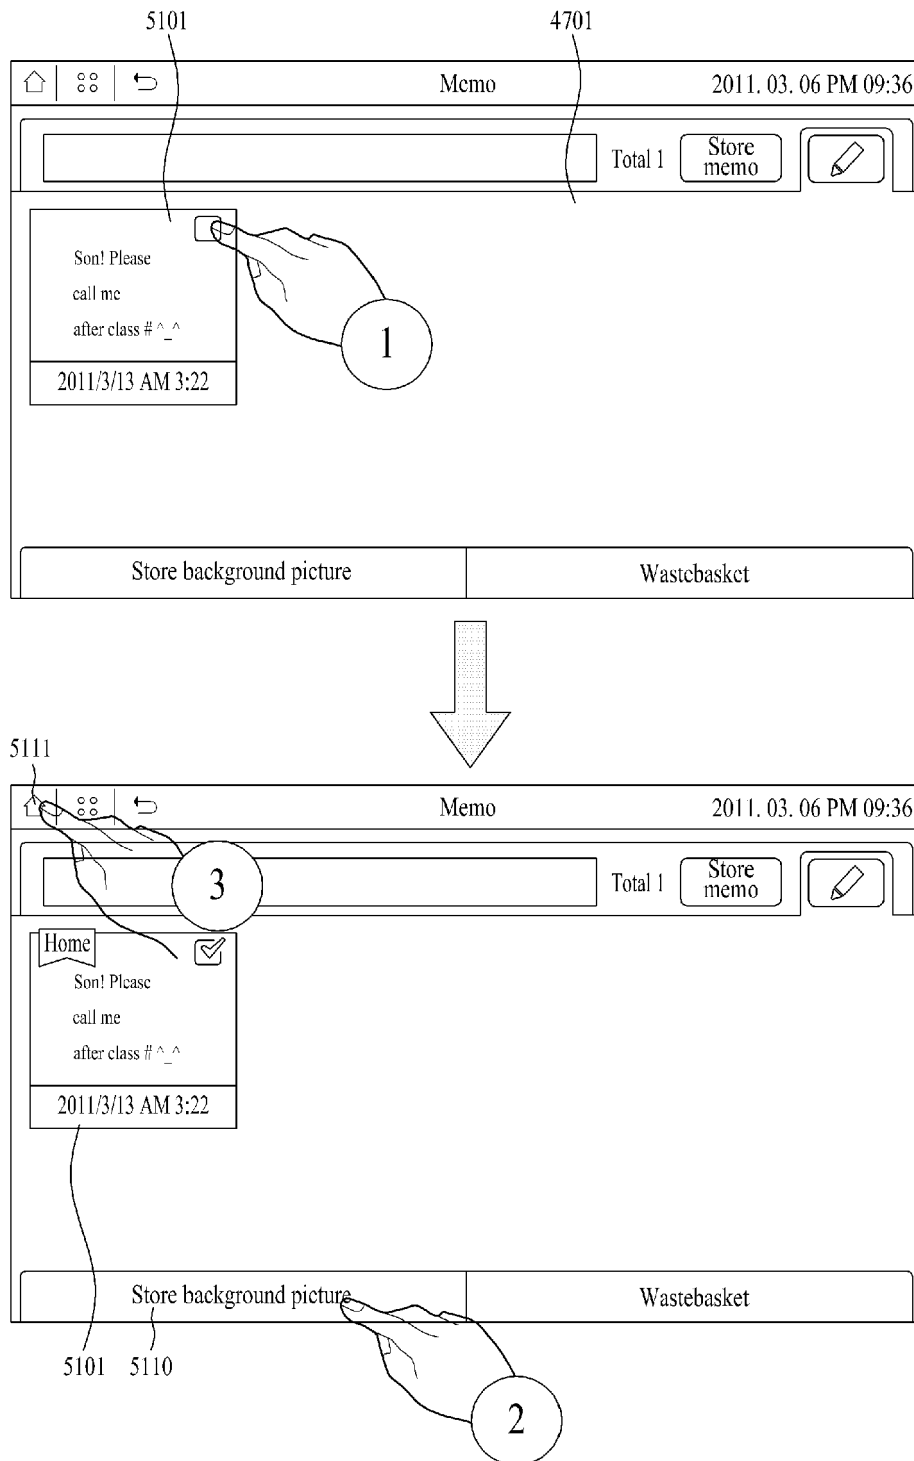 5101
4701
Memo
2011. 03. 06 PM 09:36
Total 1
Store
memo
Son! Please
call me
after class # ^_^
1
2011/3/13 AM 3:22
Store background picture
Wastebasket
5111
Memo
2011. 03. 06 PM 09:36
3
Total 1
Store
memo
Home
Son! Please
call me
after class # ^_^
2011/3/13 AM 3:22
Store background picture
Wastebasket
5101
5110
2